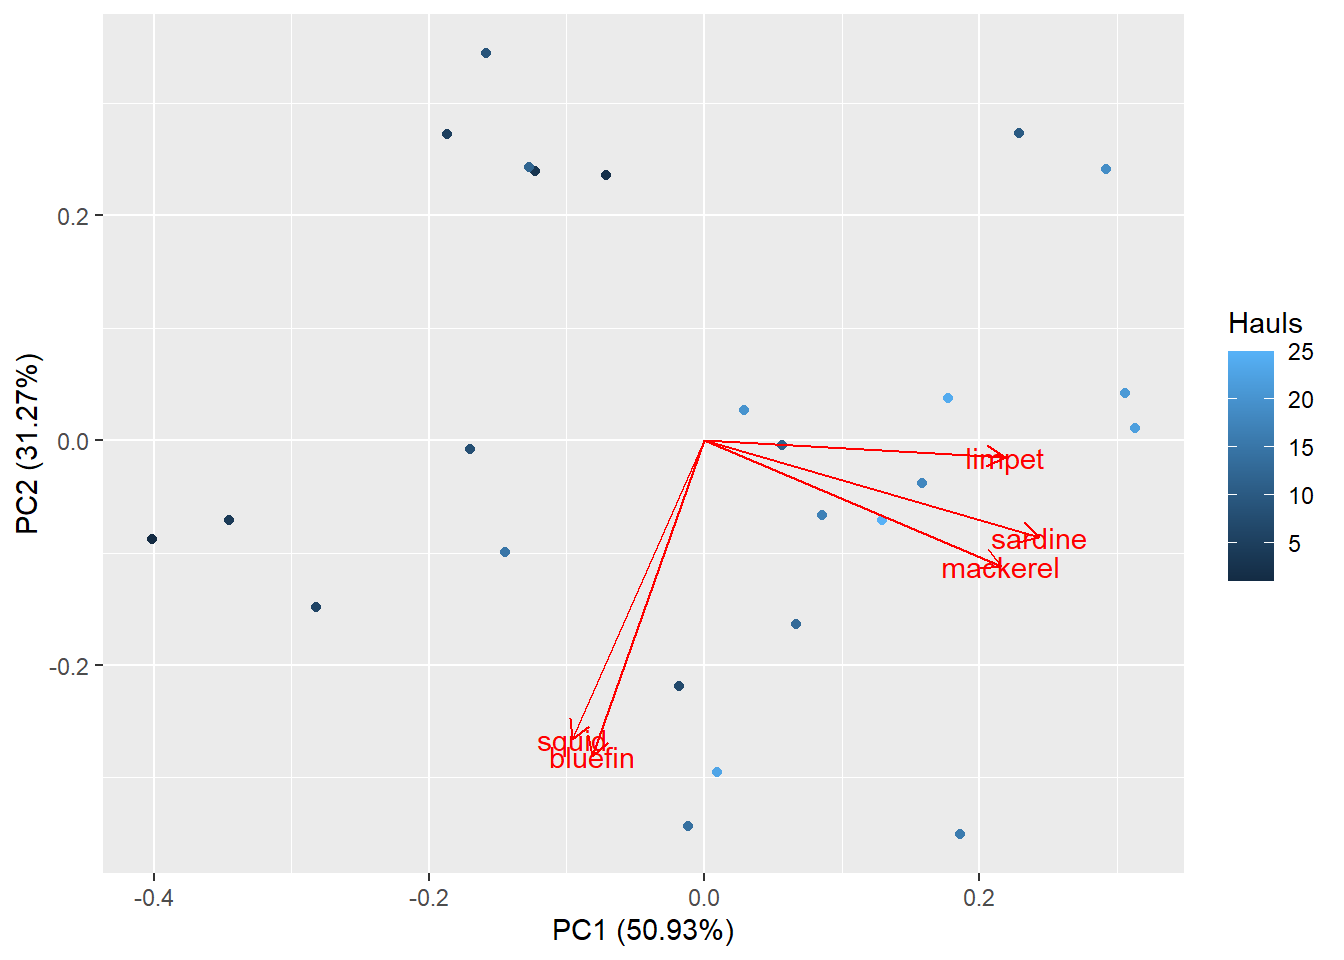 0.2
0.0
-0.2
PC2 (31.27%)
limpet
sardine
mackerel
squid
bluefin
-0.4
-0.2
0.0
0.2
PC1 (50.93%)
Hauls
25
20
15
10
5